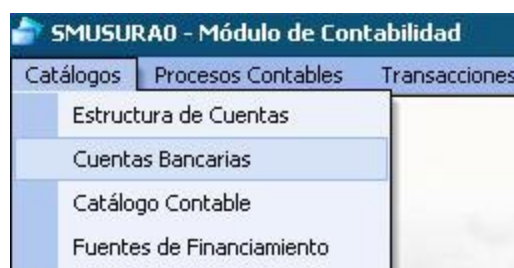 SMUSURA0 - Módulo de Contabilidad
Catálogos Procesos Contables Transacciones
Estructura de Cuentas
Cuentas Bancarias
Catálogo Contable
Fuentes de Financiamiento